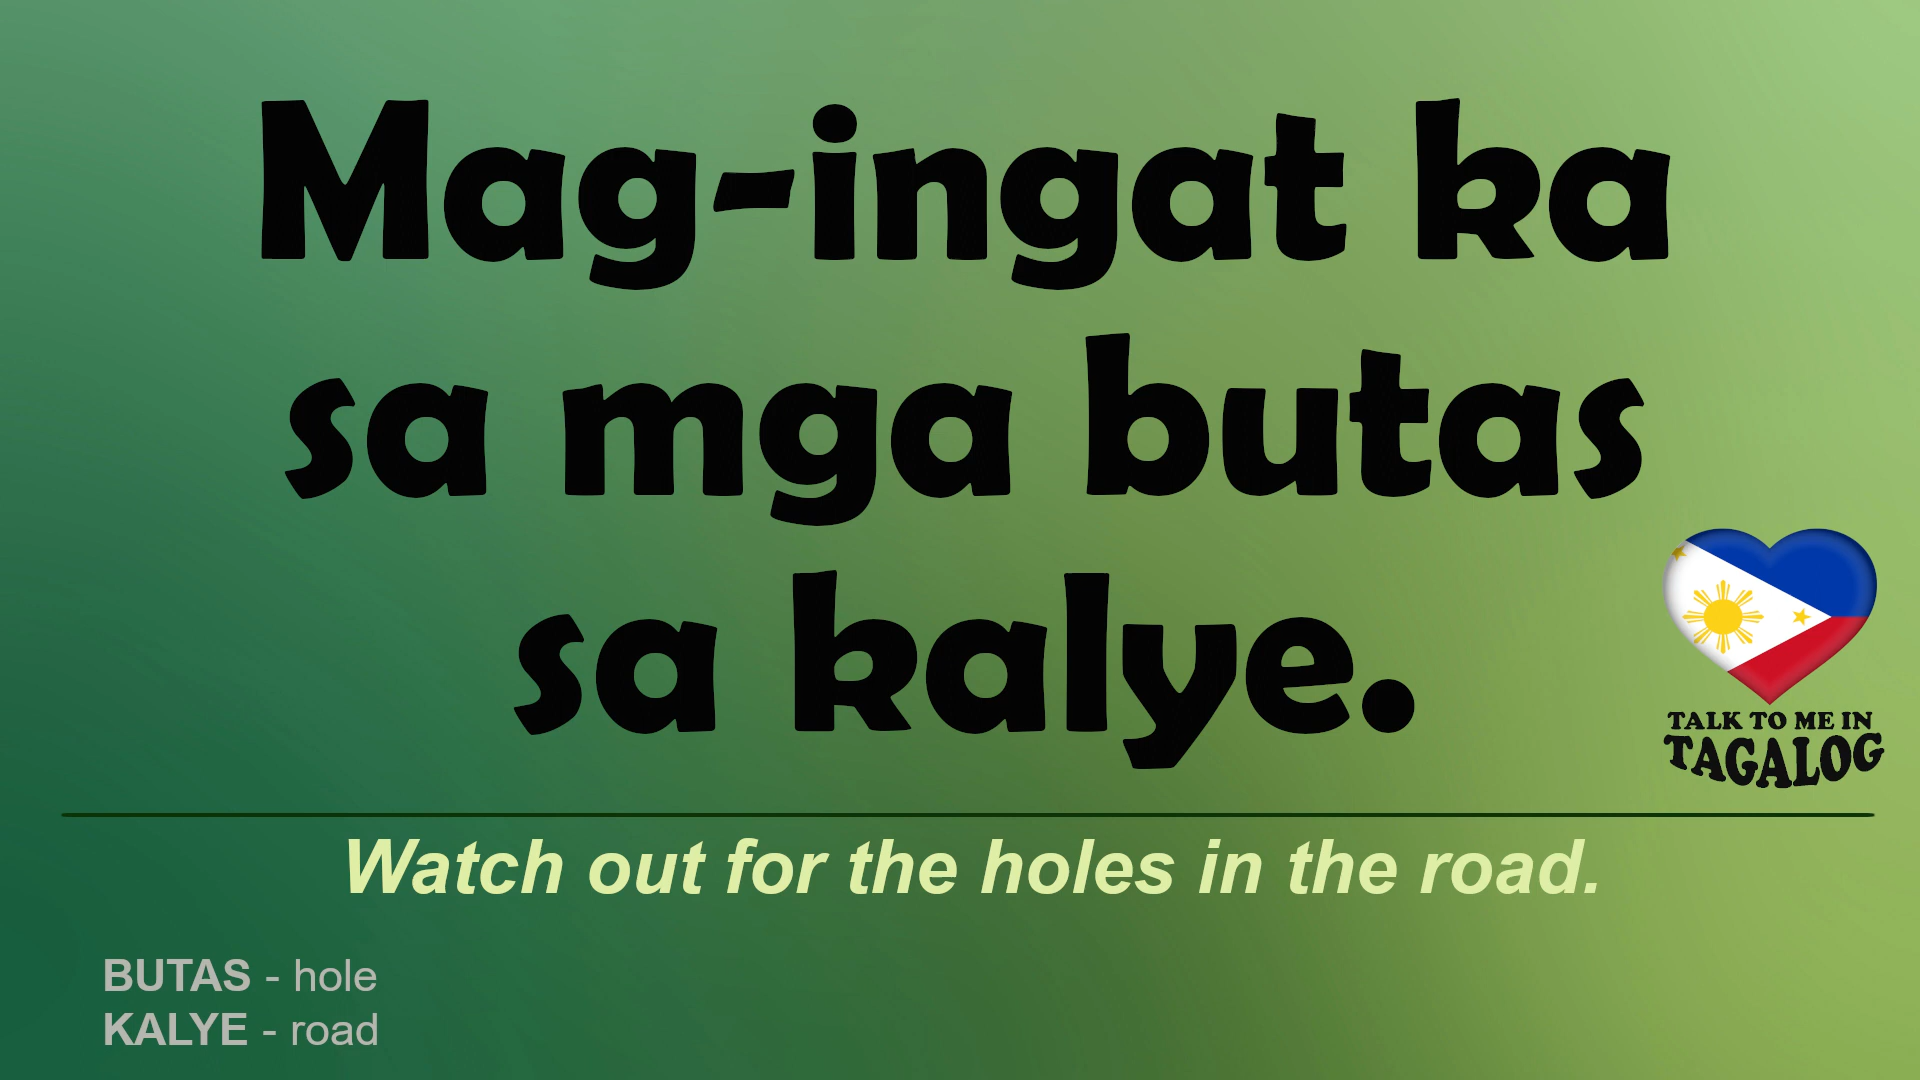 Mag-ingat ka
sa mga butas
sa kalye.
TALK TO ME IN
TAGALOG
Watch out for the holes in the road.
BUTAS - hole
KALYE - road